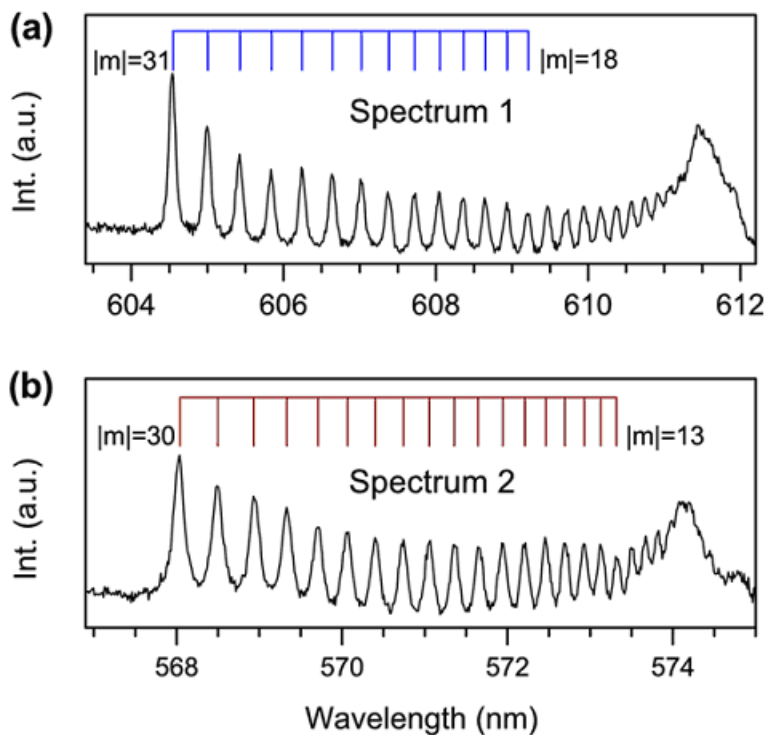 (a)
|m|=31
|m|=18
Spectrum 1
Int. (a.u.)
604 606 608 610 612
(b)
|m|=30
|m|=13
Spectrum 2
Int. (a.u.)
568 570 572 574
Wavelength (nm)